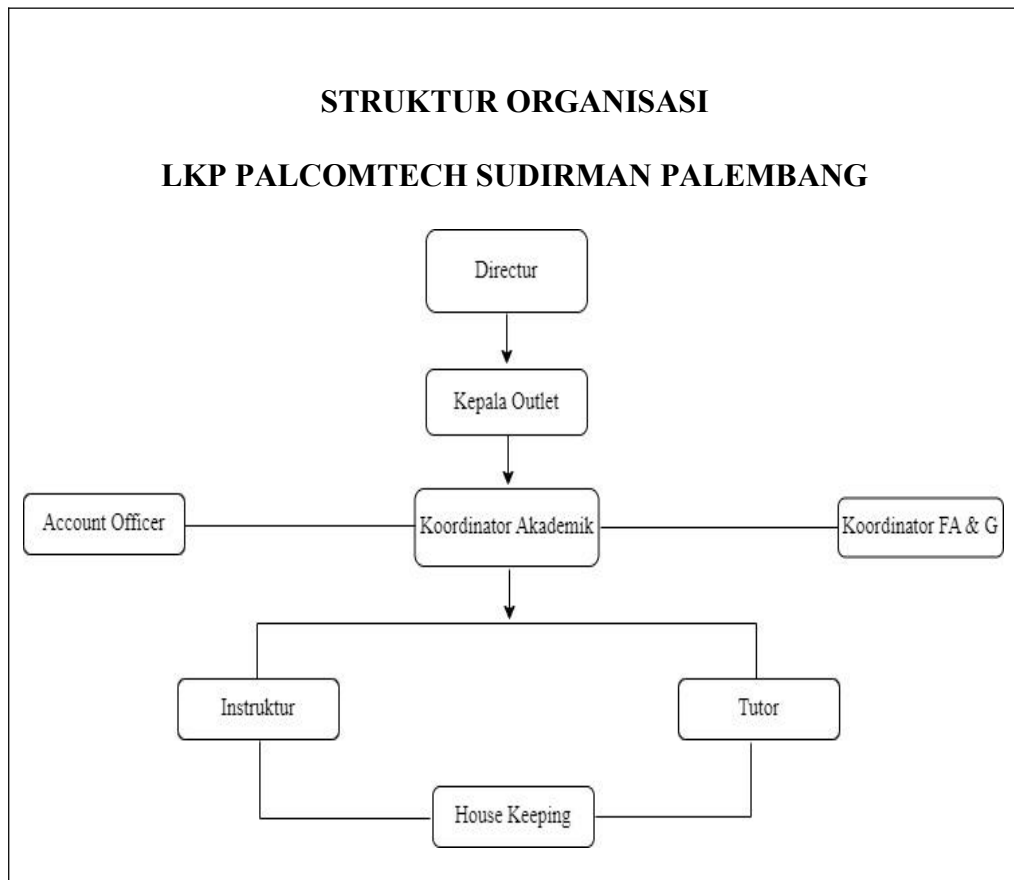 STRUKTUR ORGANISASI
LKP PALCOMTECH SUDIRMAN PALEMBANG
Directur
Kepala Outlet
Account Officer
Koordinator Akademik
Koordinator FA & G
Instruktur
Tutor
House Keeping